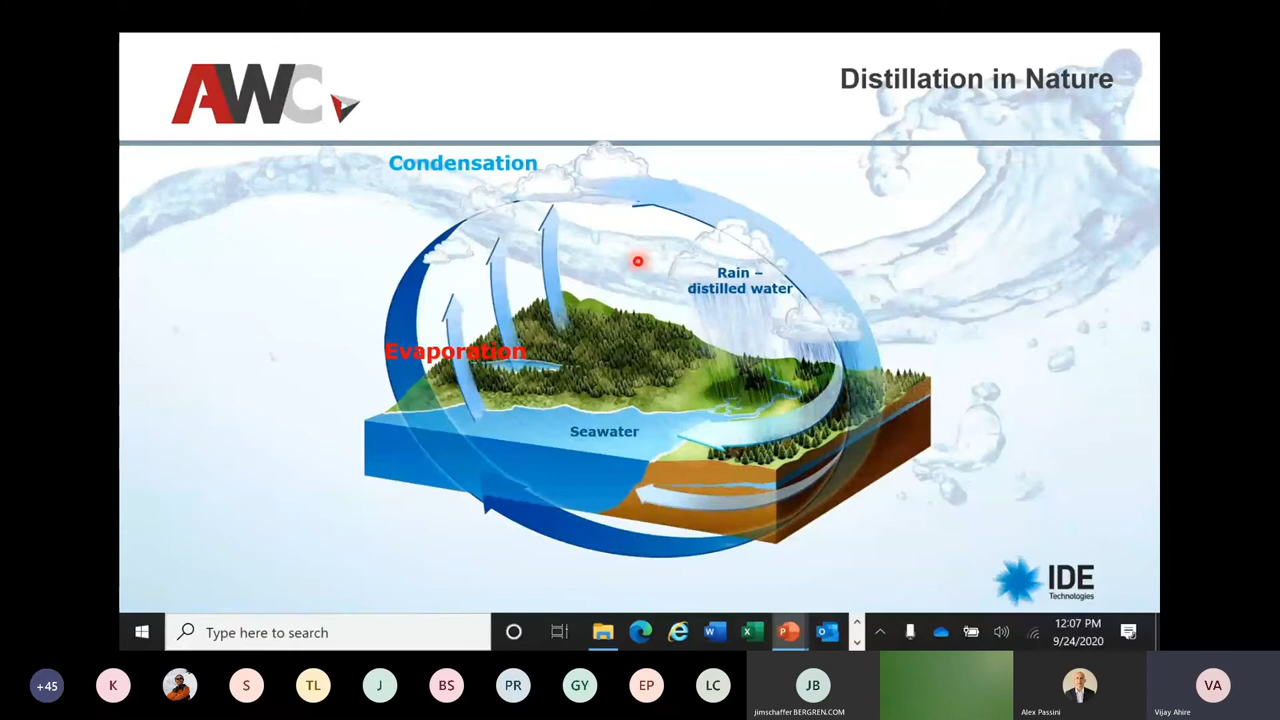 AWC
Distillation in Nature
Condensation
Rain –
distilled water
Evaporation
Seawater
IDE
Technologies
Type here to search
12:07 PM
9/24/2020
+45
K
S
TL
J
BS
PR
GY
EP
LC
JB
VA
jimschaffer BERGREN.COM
Alex Passini
Vijay Ahire